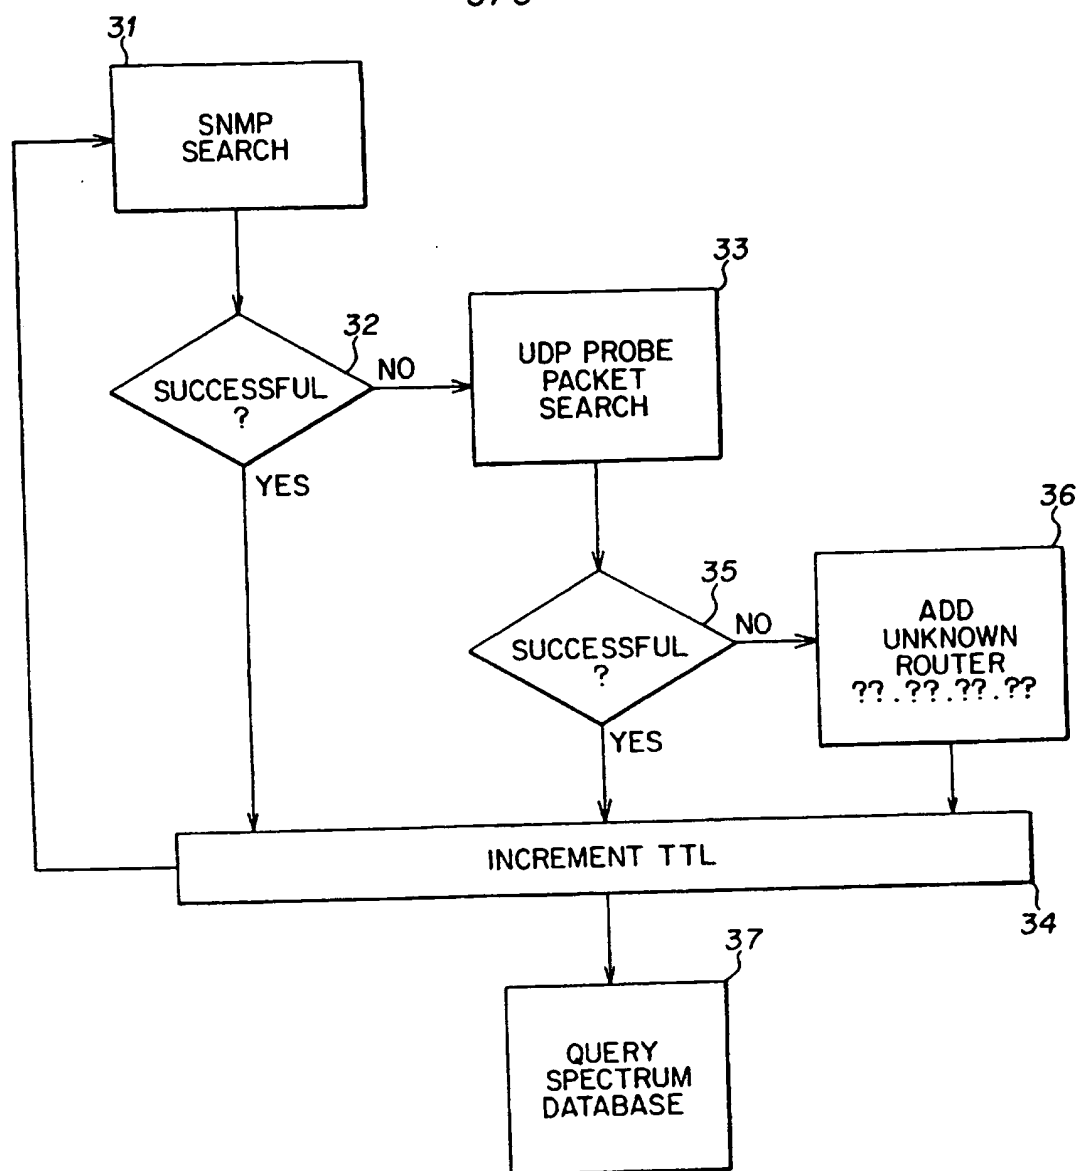 31
SNMP
SEARCH
32
SUCCESSFUL
?
NO
YES
33
UDP PROBE
PACKET
SEARCH
35
SUCCESSFUL
?
NO
YES
36
ADD
UNKNOWN
ROUTER
??.??.??.??
INCREMENT TTL
34
37
QUERY
SPECTRUM
DATABASE